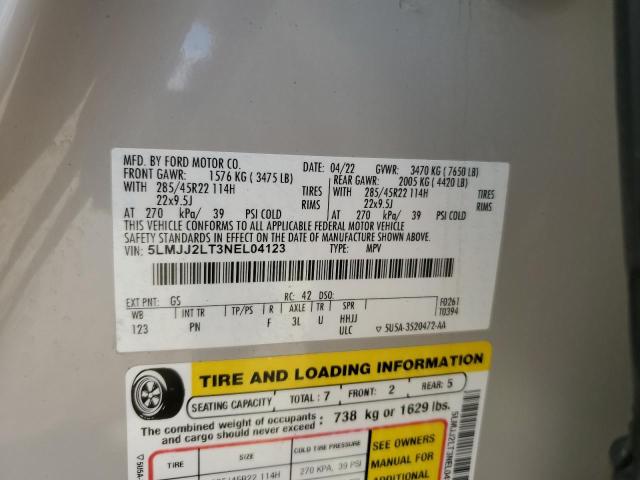 MFD. BY FORD MOTOR CO.
DATE: 04/22 GVWR: 3470 KG ( 7650 LB)
FRONT GAWR: 1576 KG ( 3475 LB)
REAR GAWR: 2005 KG ( 4420 LB)
WITH 285/45R22 114H TIRES
WITH 285/45R22 114H TIRES
22x9.5J RIMS
22x9.5J RIMS
AT 270 kPa/ 39 PSI COLD
AT 270 kPa/ 39 PSI COLD
THIS VEHICLE CONFORMS TO ALL APPLICABLE FEDERAL MOTOR VEHICLE
SAFETY STANDARDS IN EFFECT ON THE DATE OF MANUFACTURE SHOWN ABOVE.
VIN: 5LMJJ2LT3NEL04123
TYPE: MPV
EXT PNT: GS RC: 42 DSO:
WB INT TR TP/PS R AXLE TR SPR F0261
T0394
123 PN F 3L U HHJJ
ULC ▽5U5A-3520472-AA
TIRE AND LOADING INFORMATION
SEATING CAPACITY TOTAL : 7 FRONT: 2 REAR: 5
The combined weight of occupants
and cargo should never exceed : 738 kg or 1629 lbs.
TIRE SIZE COLD TIRE PRESSURE
SEE OWNERS
MANUAL FOR
ADDITIONAL
285/45R22 114H 270 KPA, 39 PSI